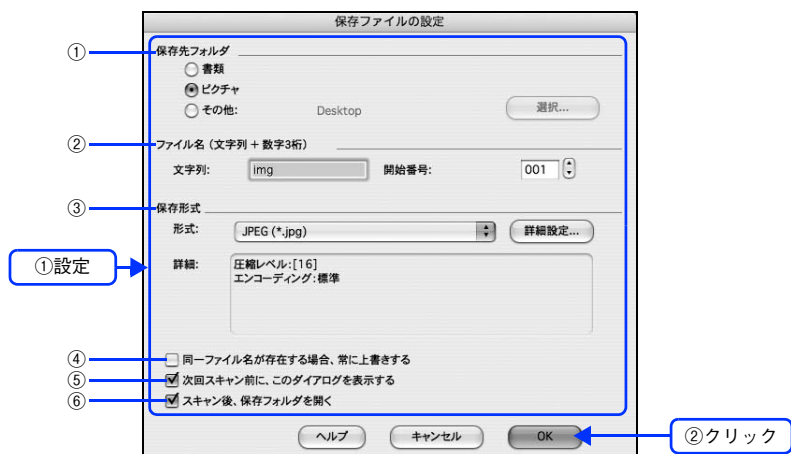 保存ファイルの設定
① 保存先フォルダ
書類
ピクチャ
その他: Desktop 選択...
② ファイル名 (文字列 + 数字3桁)
文字列: img 開始番号: 001
③ 保存形式
形式: JPEG (*.jpg) 詳細設定...
①設定
詳細: 圧縮レベル:[16]
エンコーディング:標準
④ 同一ファイル名が存在する場合、常に上書きする
⑤ 次回スキャン前に、このダイアログを表示する
⑥ スキャン後、保存フォルダを開く
ヘルプ キャンセル OK ②クリック